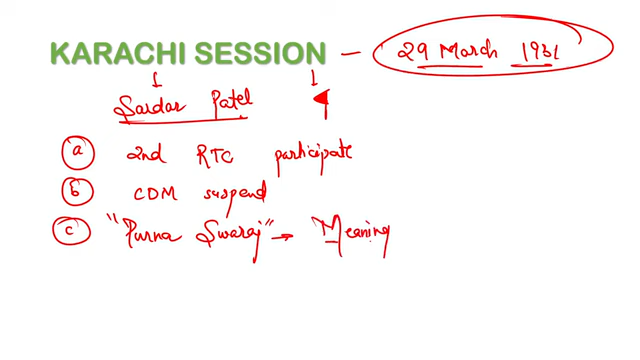 KARACHI SESSION – 29 March 1931
Sardar Patel
(a) 2nd RTC participate
(b) CDM suspend
(c) "Purna Swaraj" → Meaning